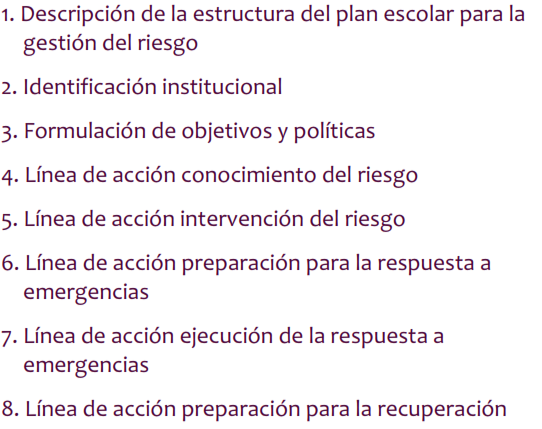 1. Descripción de la estructura del plan escolar para la
gestión del riesgo
2. Identificación institucional
3. Formulación de objetivos y políticas
4. Línea de acción conocimiento del riesgo
5. Línea de acción intervención del riesgo
6. Línea de acción preparación para la respuesta a
emergencias
7. Línea de acción ejecución de la respuesta a
emergencias
8. Línea de acción preparación para la recuperación